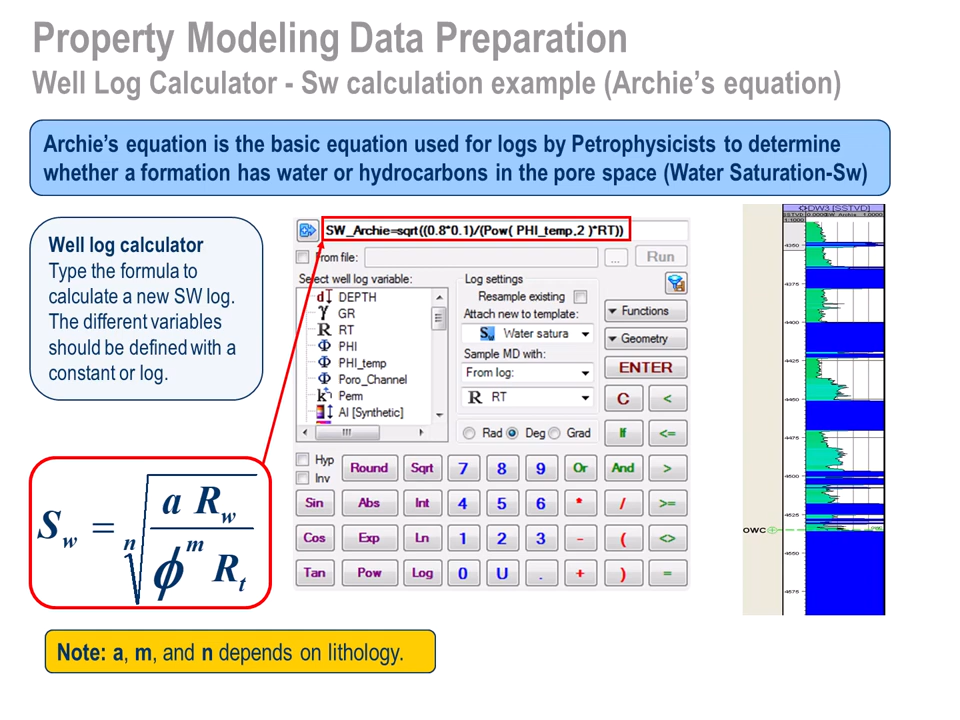 Property Modeling Data Preparation
Well Log Calculator - Sw calculation example (Archie's equation)
Archie's equation is the basic equation used for logs by Petrophysicists to determine
whether a formation has water or hydrocarbons in the pore space (Water Saturation-Sw)
Well log calculator
Type the formula to
calculate a new SW log.
The different variables
should be defined with a
constant or log.
SW_Archie=sqrt((0.8*0.1)/(Pow( PHI_temp,2 )*RT))
From file:
...
Run
Select well log variable:
DEPTH
GR
RT
PHI
PHI_temp
Poro_Channel
Perm
AI [Synthetic]
Log settings
Resample existing
Attach new to template:
Water satura
Sample MD with:
From log:
R RT
Rad Deg Grad
Functions
Geometry
ENTER
C <
If <=
Hyp
Inv
Round Sqrt 7 8 9 Or And >
Sin Abs Int 4 5 6 * / >=
Cos Exp Ln 1 2 3 - ( <>
Tan Pow Log 0 U . + ) =
S_w = \sqrt[n]{\frac{a R_w}{\phi^m R_t}}
Note: a, m, and n depends on lithology.
DW3 [SSTVD]
SSTVD
4350
4375
4400
4425
4450
4475
4500
4525
OWC
4550
4575